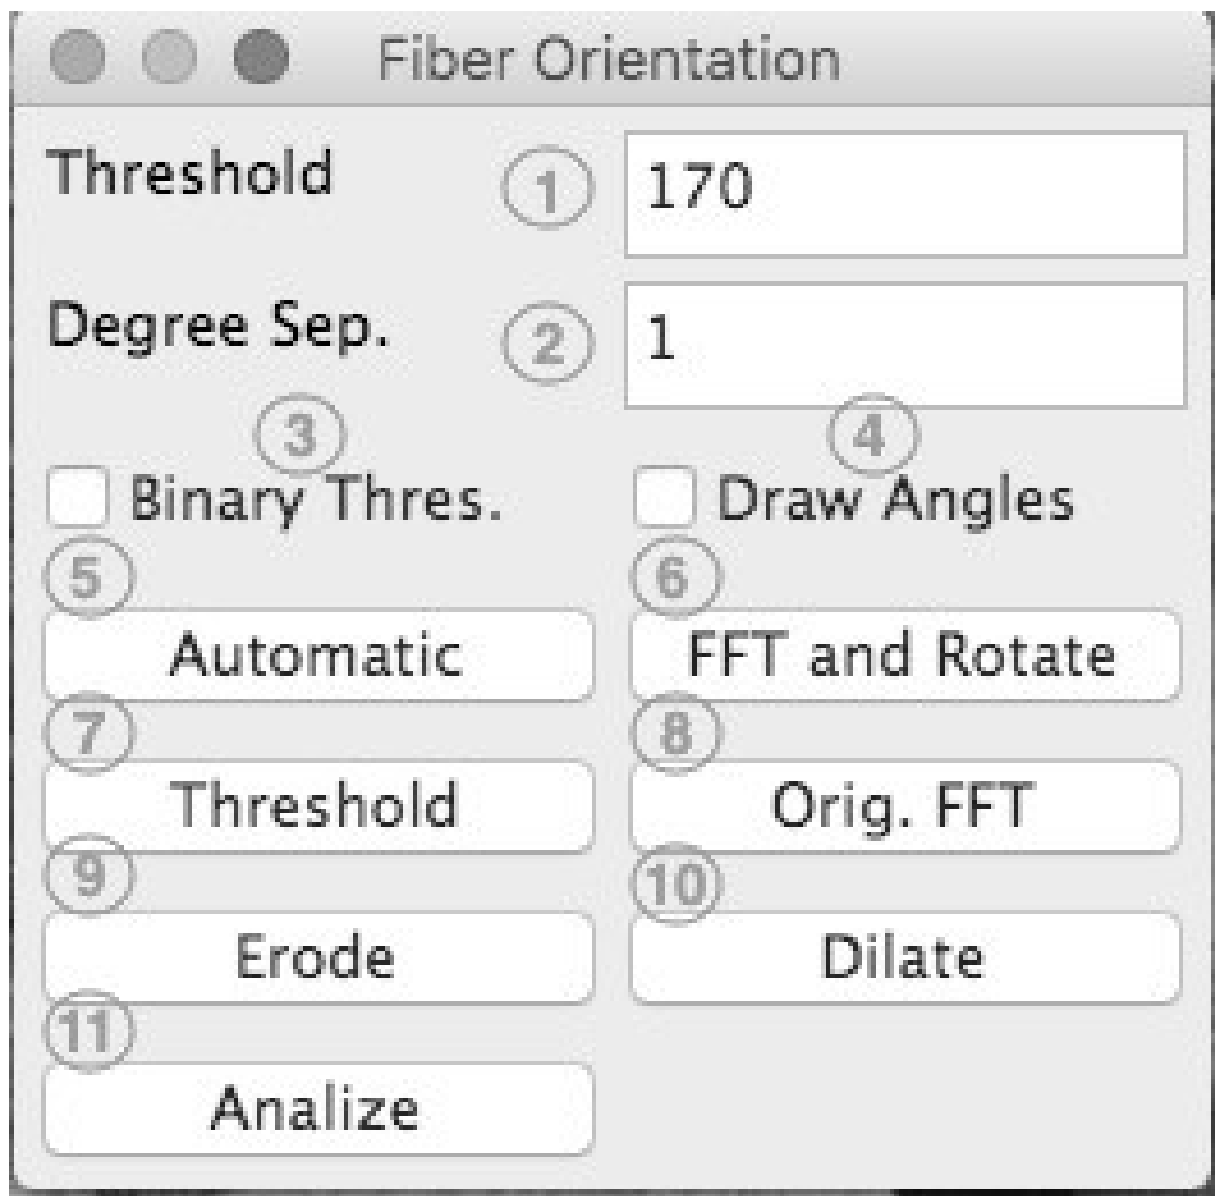 Fiber Orientation
Threshold 1 170
Degree Sep. 2 1
3 4
Binary Thres. Draw Angles
5 6
Automatic FFT and Rotate
7 8
Threshold Orig. FFT
9 10
Erode Dilate
11
Analize